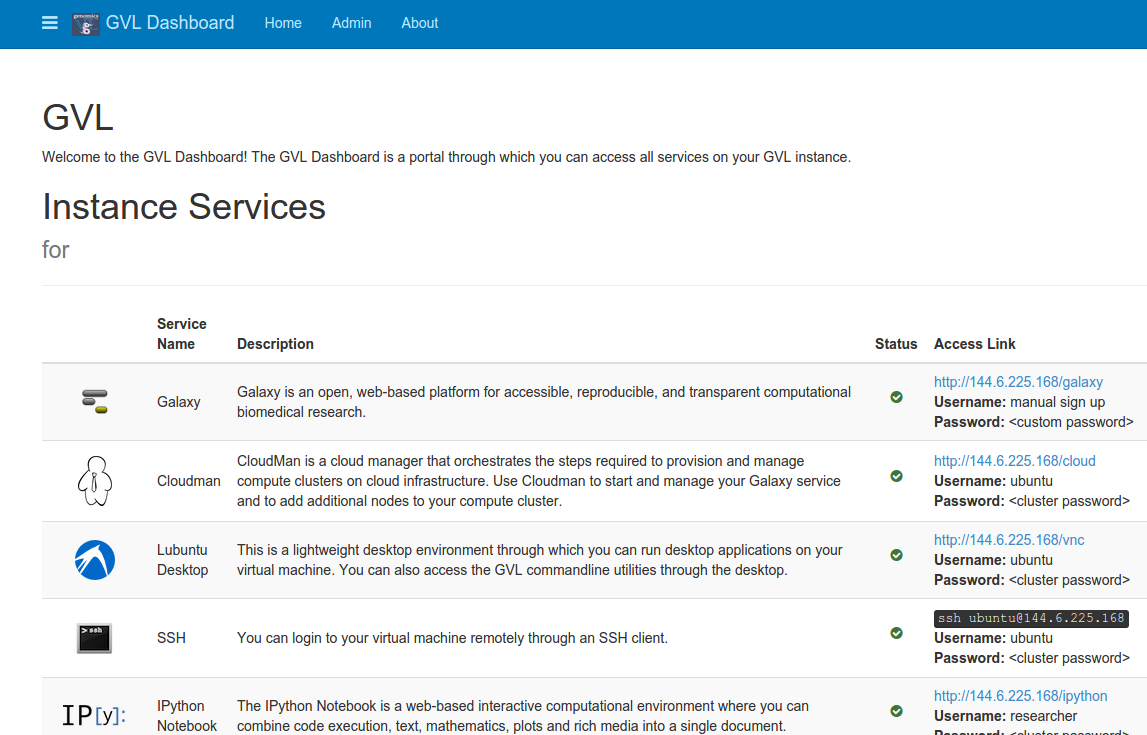 genomics
GVL Dashboard Home Admin About
GVL
Welcome to the GVL Dashboard! The GVL Dashboard is a portal through which you can access all services on your GVL instance.
Instance Services
for
Service
Name Description Status Access Link
Galaxy
Galaxy is an open, web-based platform for accessible, reproducible, and transparent computational
biomedical research.
http://144.6.225.168/galaxy
Username: manual sign up
Password: <custom password>
Cloudman
CloudMan is a cloud manager that orchestrates the steps required to provision and manage
compute clusters on cloud infrastructure. Use Cloudman to start and manage your Galaxy service
and to add additional nodes to your compute cluster.
http://144.6.225.168/cloud
Username: ubuntu
Password: <cluster password>
Lubuntu
Desktop
This is a lightweight desktop environment through which you can run desktop applications on your
virtual machine. You can also access the GVL commandline utilities through the desktop.
http://144.6.225.168/vnc
Username: ubuntu
Password: <cluster password>
>ssh
SSH
You can login to your virtual machine remotely through an SSH client.
ssh ubuntu@144.6.225.168
Username: ubuntu
Password: <cluster password>
IP[y]:
IPython
Notebook
The IPython Notebook is a web-based interactive computational environment where you can
combine code execution, text, mathematics, plots and rich media into a single document.
http://144.6.225.168/ipython
Username: researcher
Password: <cluster password>